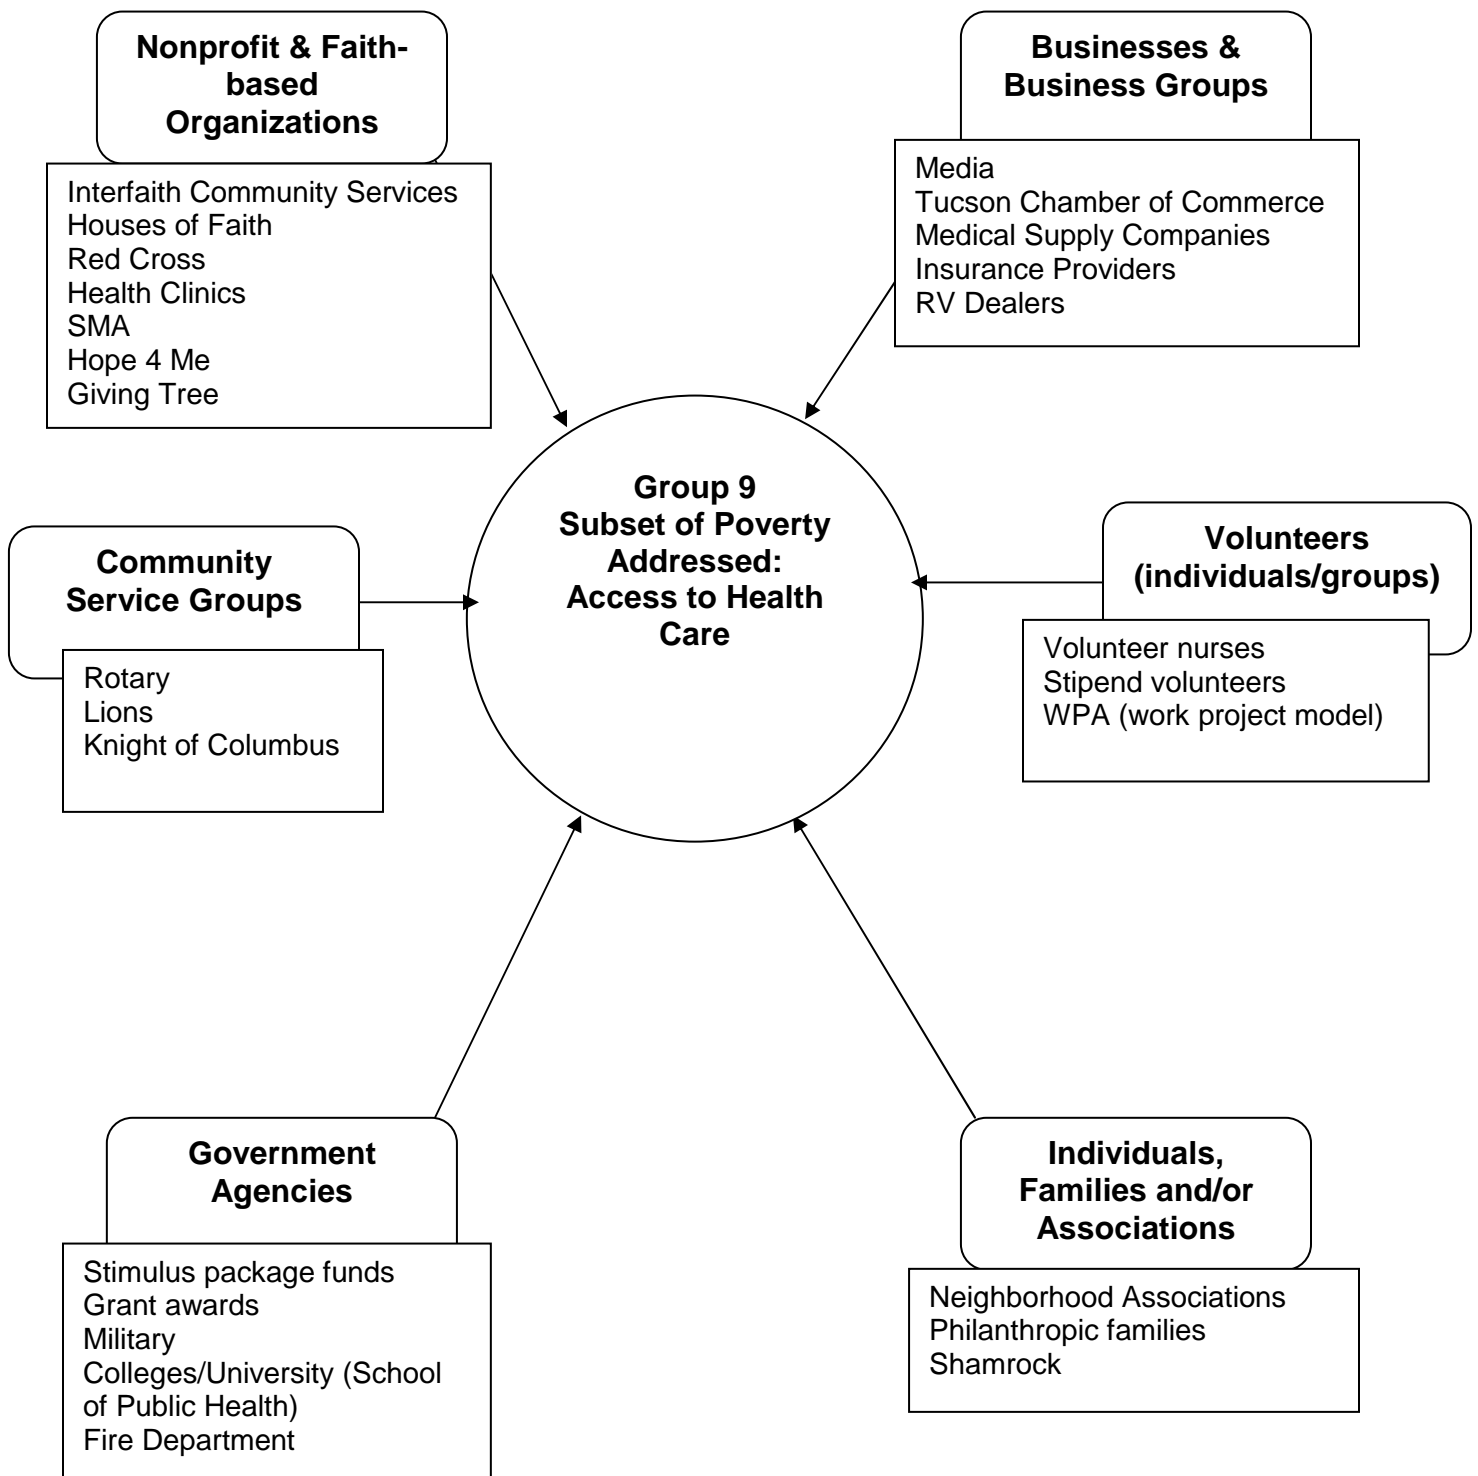 Nonprofit & Faith-
based
Organizations
Interfaith Community Services
Houses of Faith
Red Cross
Health Clinics
SMA
Hope 4 Me
Giving Tree
Businesses &
Business Groups
Media
Tucson Chamber of Commerce
Medical Supply Companies
Insurance Providers
RV Dealers
Group 9
Subset of Poverty
Addressed:
Access to Health
Care
Community
Service Groups
Rotary
Lions
Knight of Columbus
Volunteers
(individuals/groups)
Volunteer nurses
Stipend volunteers
WPA (work project model)
Government
Agencies
Stimulus package funds
Grant awards
Military
Colleges/University (School
of Public Health)
Fire Department
Individuals,
Families and/or
Associations
Neighborhood Associations
Philanthropic families
Shamrock